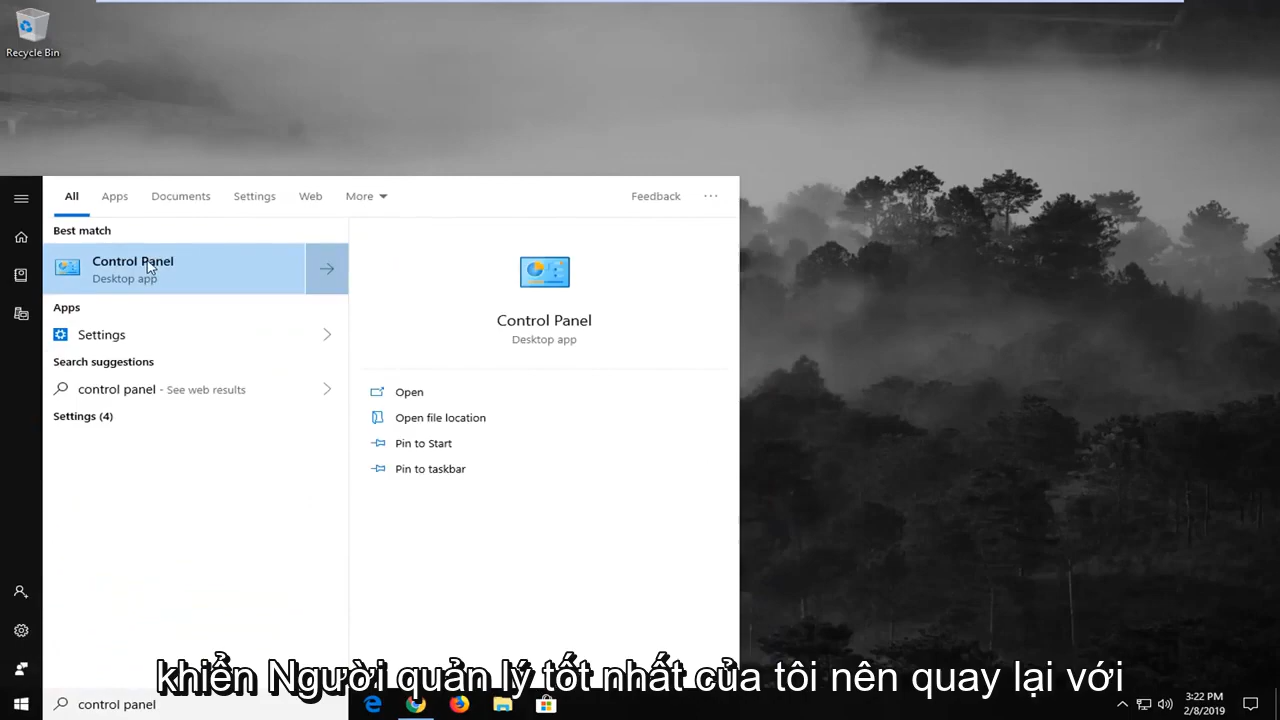 Recycle Bin
All Apps Documents Settings Web More Feedback ...
Best match
Control Panel
Desktop app
Apps
Settings
Search suggestions
control panel - See web results
Settings (4)
Control Panel
Desktop app
Open
Open file location
Pin to Start
Pin to taskbar
khiển Người quản lý tốt nhất của tôi nên quay lại với
control panel
3:22 PM
2/8/2019